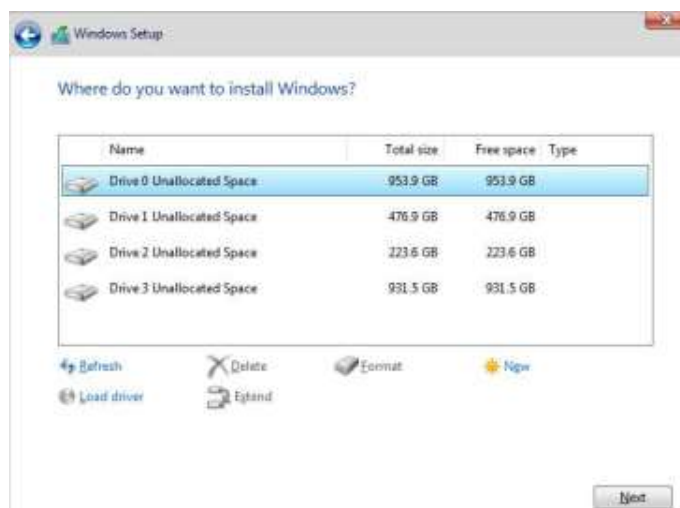 Windows Setup
Where do you want to install Windows?
Name Total size Free space Type
Drive 0 Unallocated Space 953.9 GB 953.9 GB
Drive 1 Unallocated Space 476.9 GB 476.9 GB
Drive 2 Unallocated Space 223.6 GB 223.6 GB
Drive 3 Unallocated Space 931.5 GB 931.5 GB
Refresh Delete Format New
Load driver Extend
Next